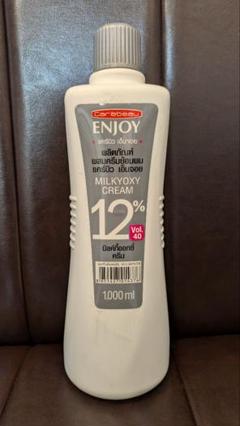 Carebeau
ENJOY
แคร์บิว เอ็นจอย
ผลิตภัณฑ์
ผสมครีมย้อมผม
แคร์บิว เอ็นจอย
MILKYOXY
CREAM
12%
Vol.
40
มิลค์กี้ออกซี่
ครีม
1,000 ml